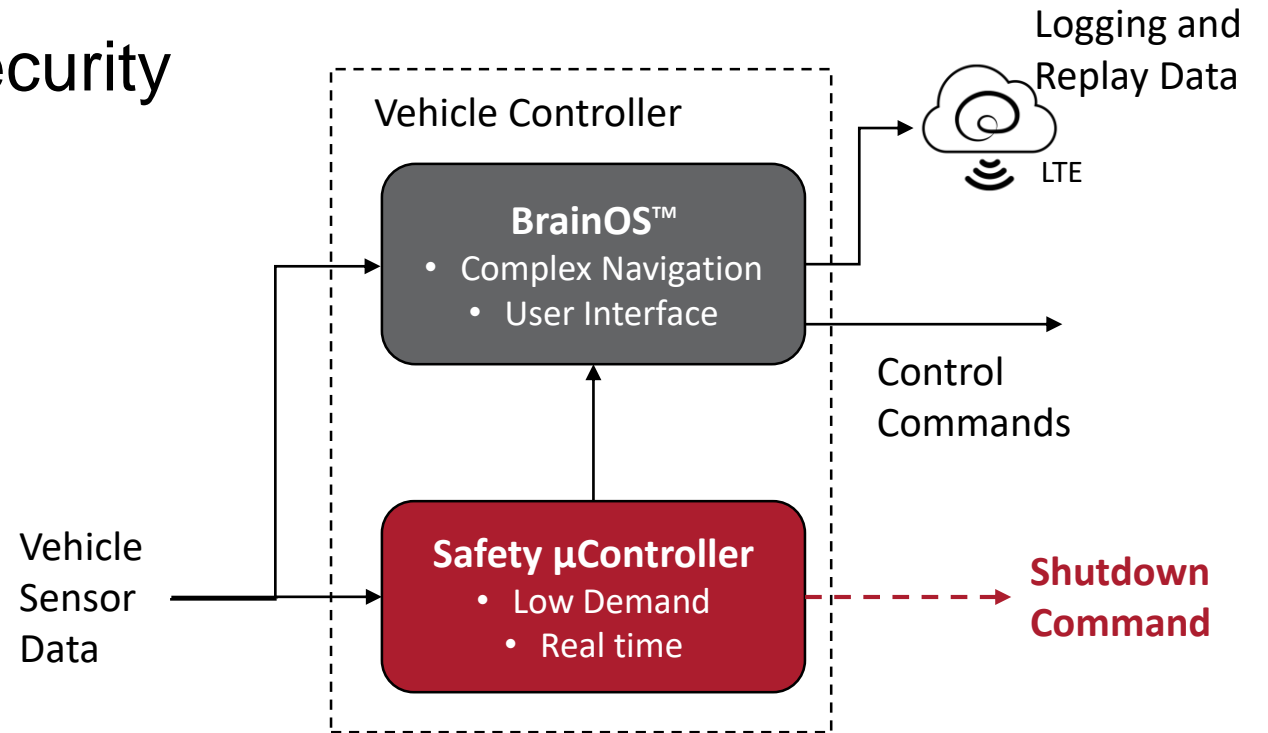 ecurity
Logging and
Replay Data
LTE
Vehicle Controller
BrainOS™
• Complex Navigation
• User Interface
Control
Commands
Vehicle
Sensor
Data
Safety µController
• Low Demand
• Real time
Shutdown
Command